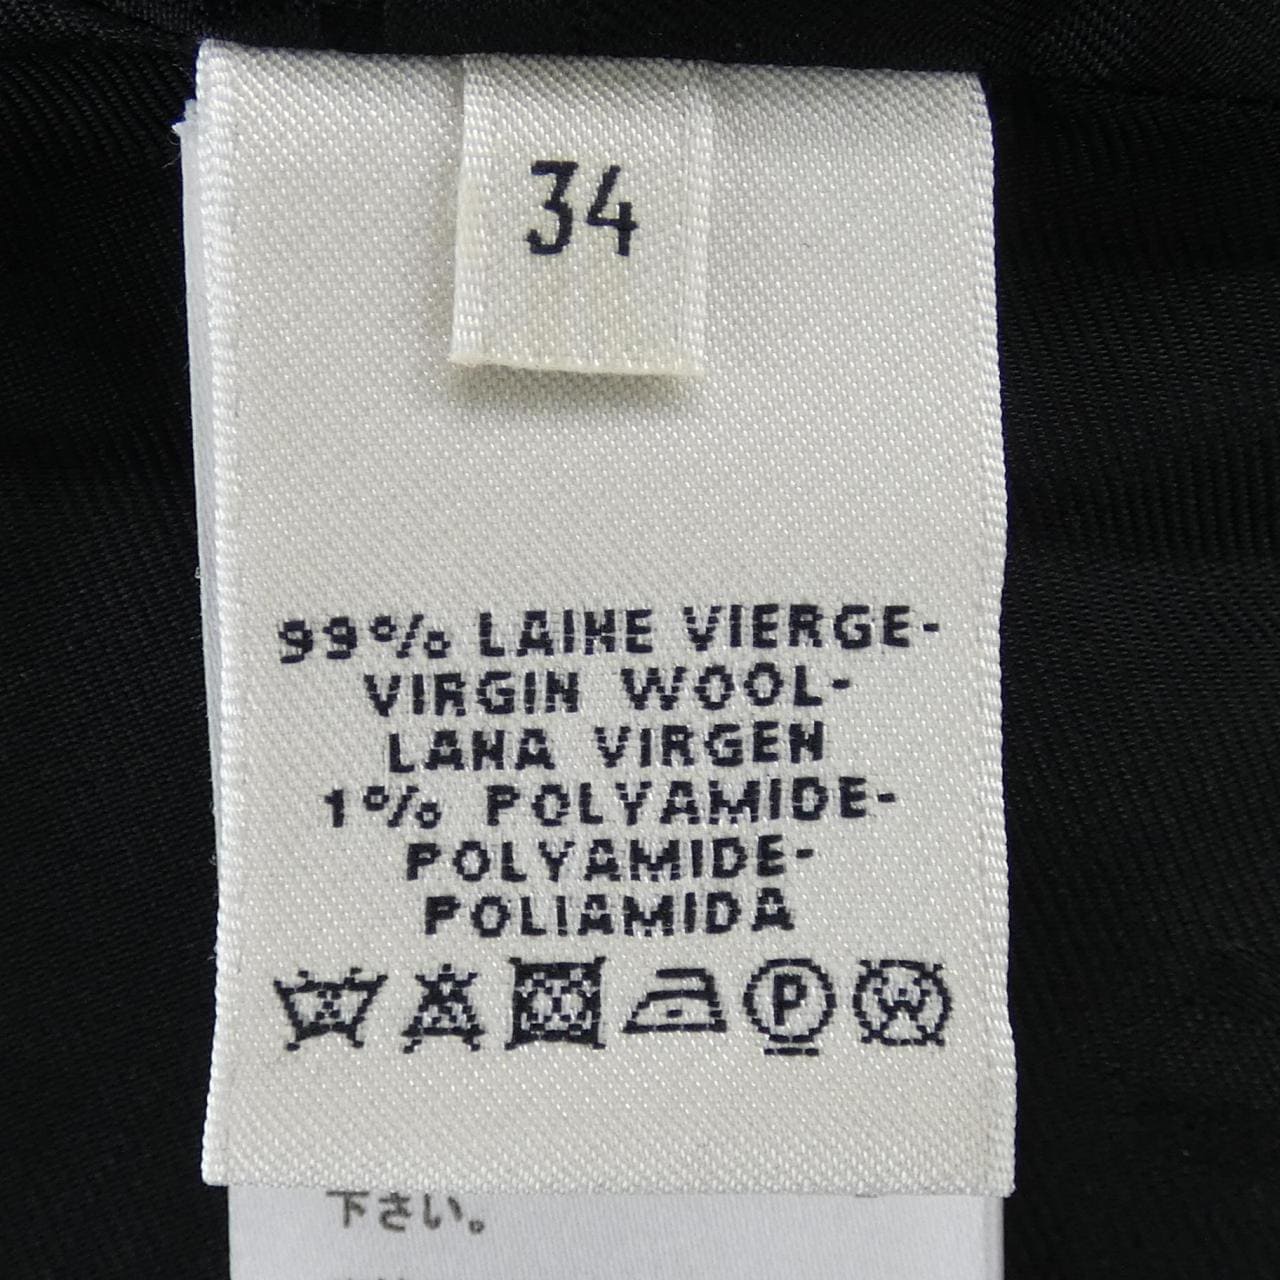 34
99% LAINE VIERGE-
VIRGIN WOOL-
LANA VIRGEN
1% POLYAMIDE-
POLYAMIDE-
POLIAMIDA
P W
下さい。